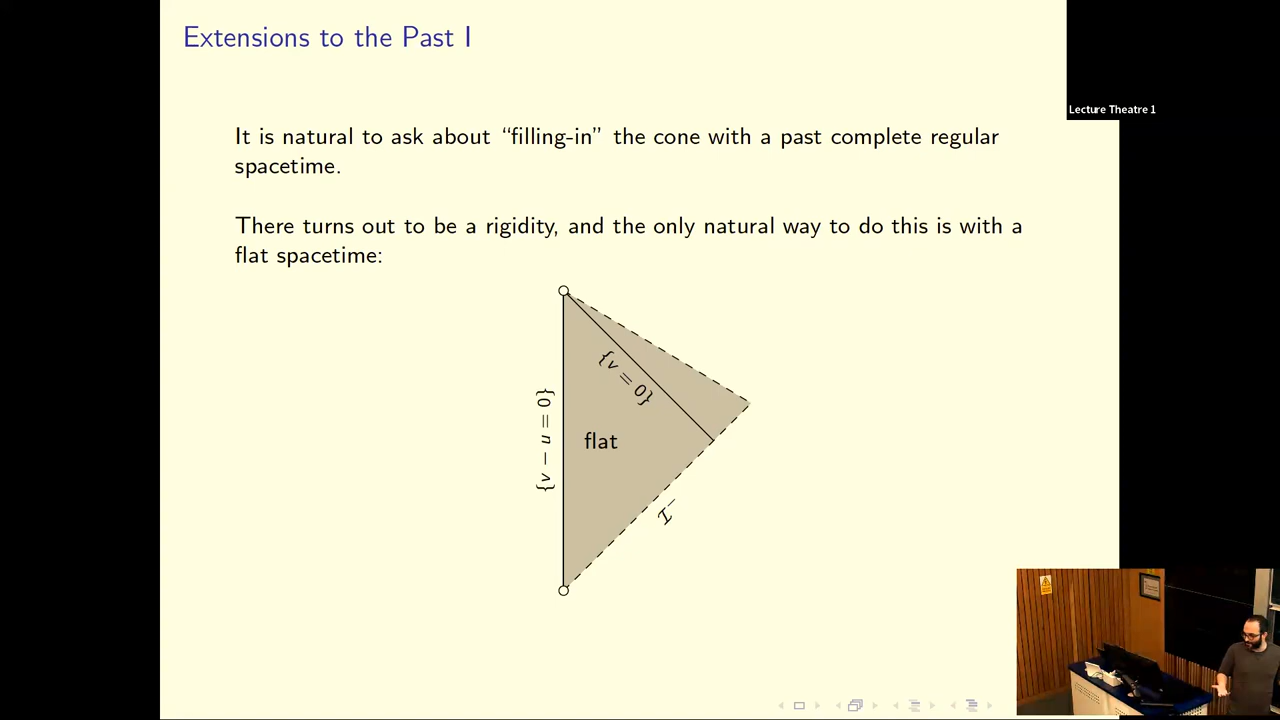 Extensions to the Past I
Lecture Theatre 1
It is natural to ask about “filling-in” the cone with a past complete regular
spacetime.
There turns out to be a rigidity, and the only natural way to do this is with a
flat spacetime:
{v = 0}
{v − u = 0}
flat
I⁻